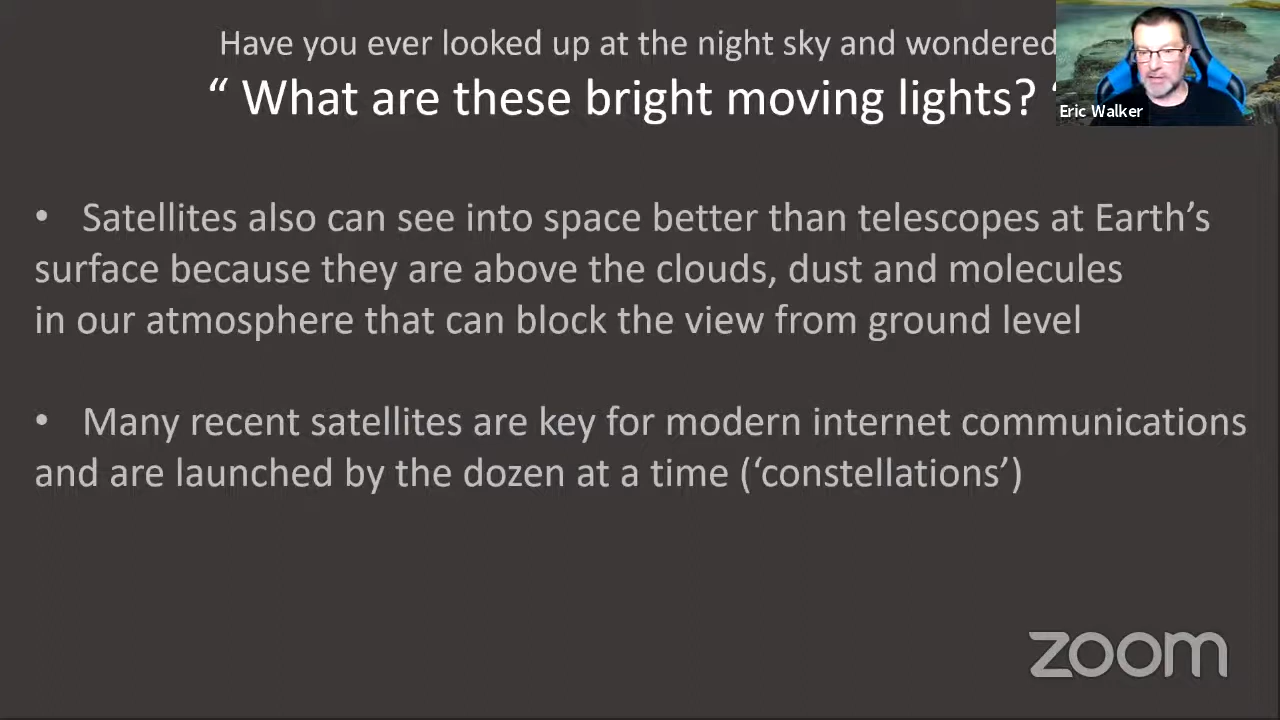 Have you ever looked up at the night sky and wondered
“ What are these bright moving lights? “
Eric Walker
• Satellites also can see into space better than telescopes at Earth’s
surface because they are above the clouds, dust and molecules
in our atmosphere that can block the view from ground level
• Many recent satellites are key for modern internet communications
and are launched by the dozen at a time (‘constellations’)
zoom